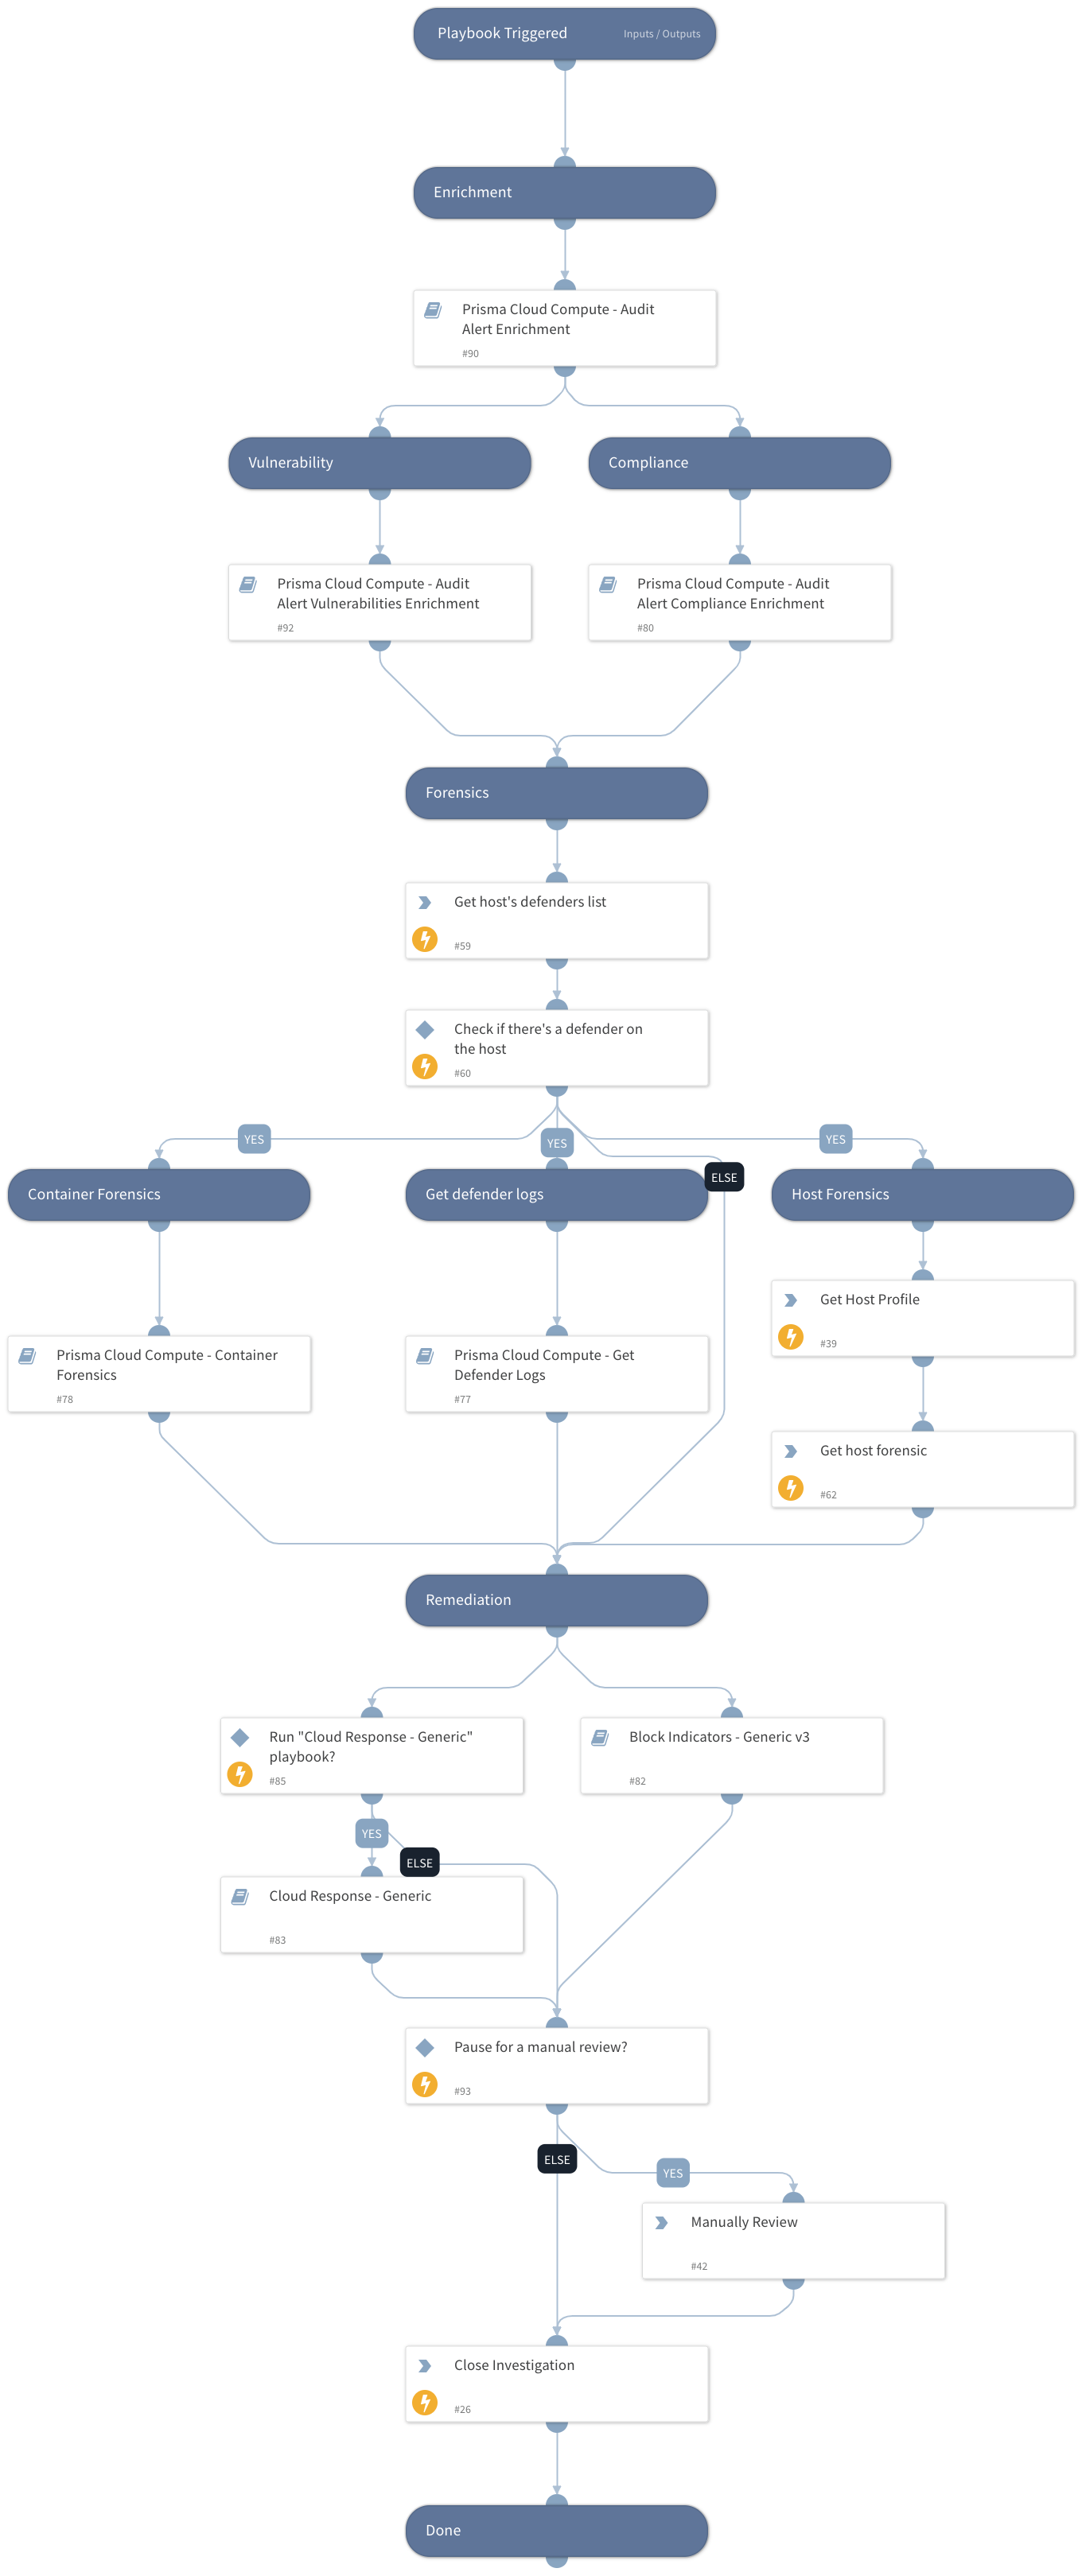 Playbook Triggered
Inputs / Outputs
Enrichment
Prisma Cloud Compute - Audit
Alert Enrichment
#90
Vulnerability
Compliance
Prisma Cloud Compute - Audit
Alert Vulnerabilities Enrichment
#92
Prisma Cloud Compute - Audit
Alert Compliance Enrichment
#80
Forensics
Get host's defenders list
#59
Check if there's a defender on
the host
#60
YES
YES
YES
ELSE
Container Forensics
Get defender logs
Host Forensics
Get Host Profile
#39
Prisma Cloud Compute - Container
Forensics
#78
Prisma Cloud Compute - Get
Defender Logs
#77
Get host forensic
#62
Remediation
Run "Cloud Response - Generic"
playbook?
#85
Block Indicators - Generic v3
#82
YES
ELSE
Cloud Response - Generic
#83
Pause for a manual review?
#93
ELSE
YES
Manually Review
#42
Close Investigation
#26
Done